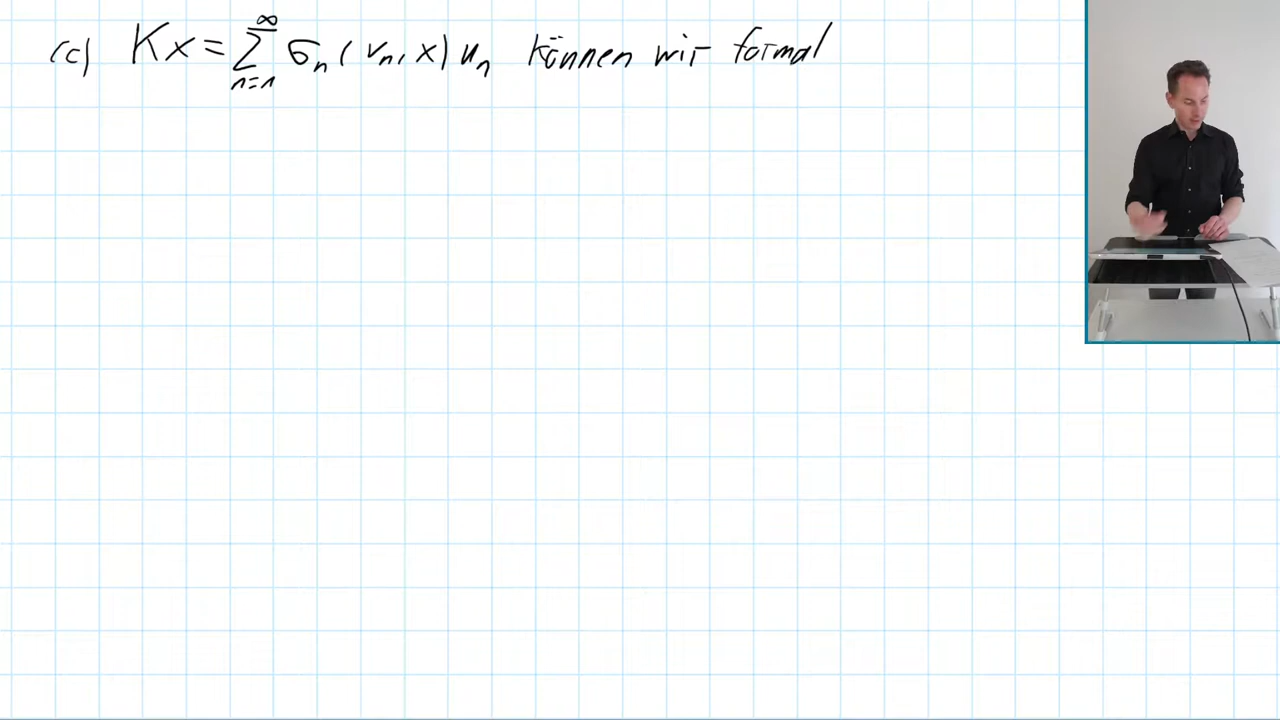 (c) Kx = ∑_{n=1}^{∞} σ_n (v_n, x) u_n können wir formal